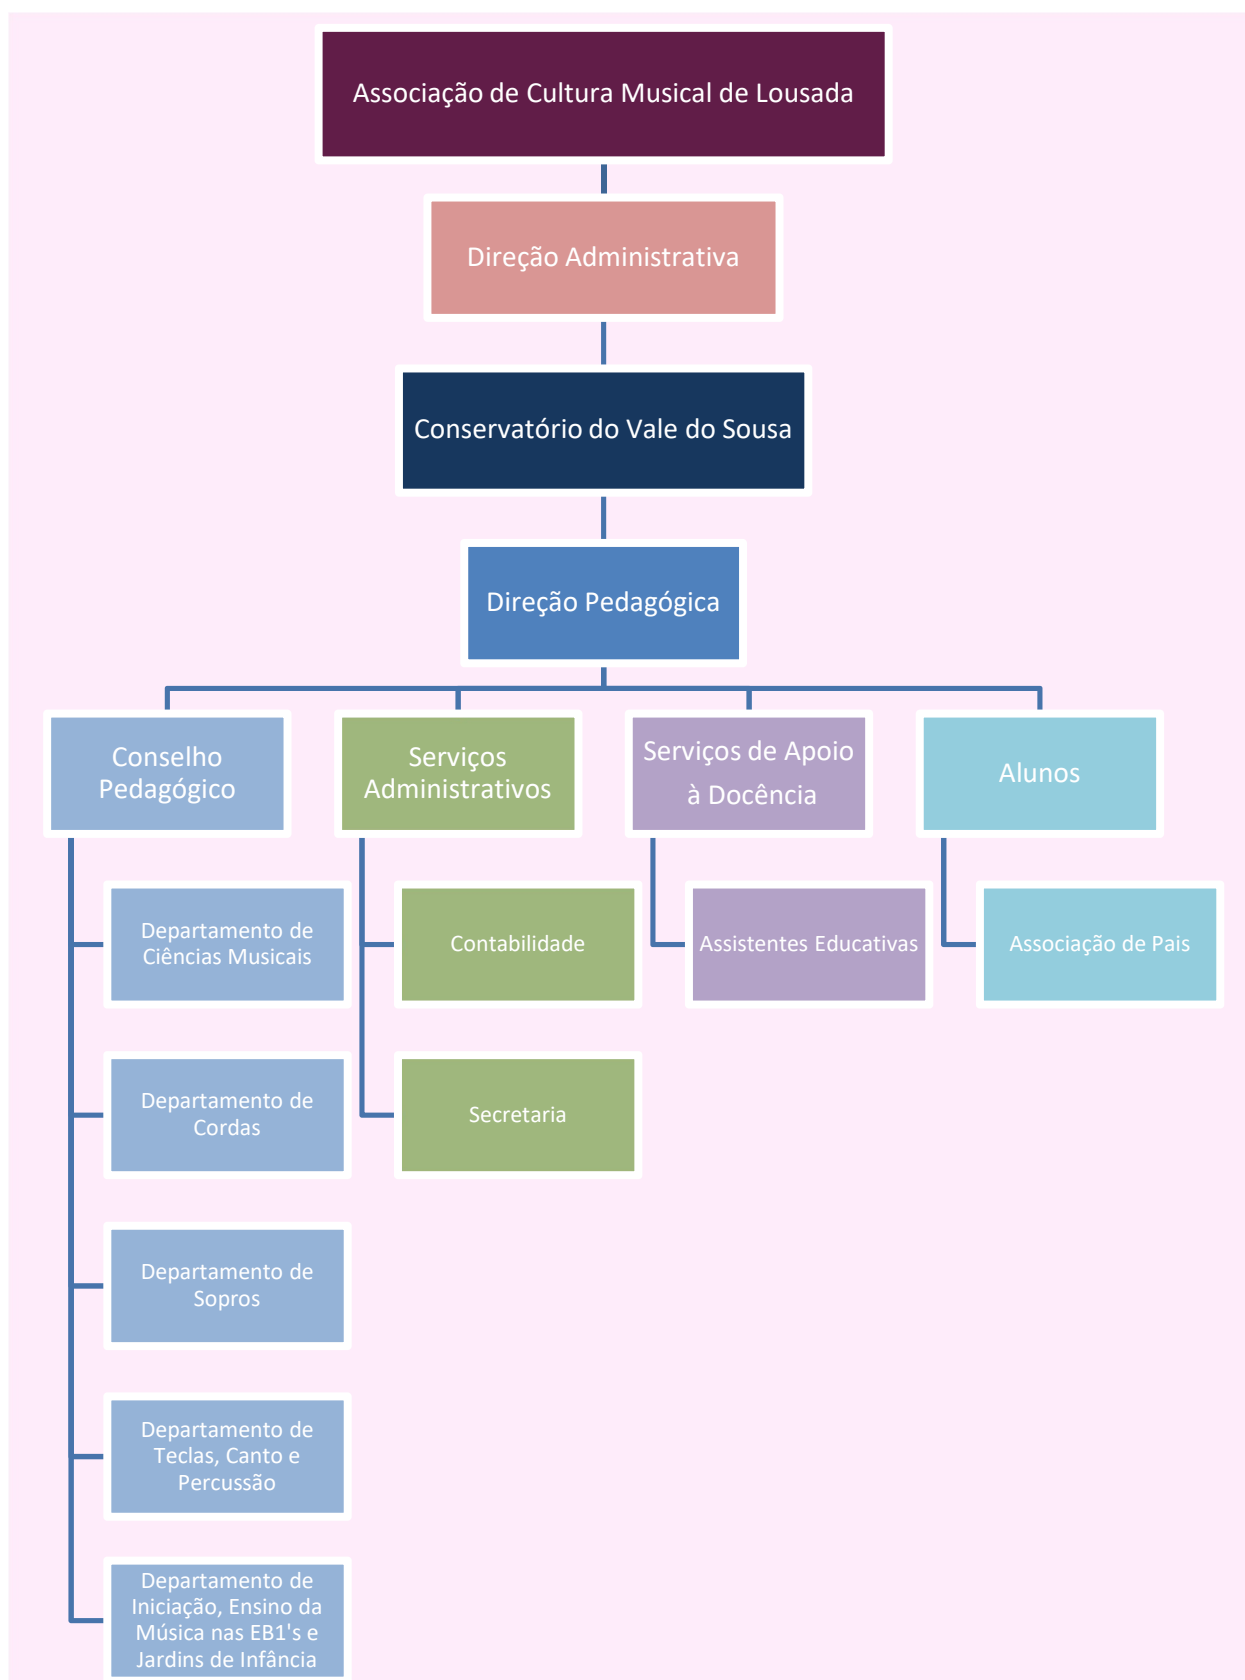 Associação de Cultura Musical de Lousada
Direção Administrativa
Conservatório do Vale do Sousa
Direção Pedagógica
Conselho
Pedagógico
Serviços
Administrativos
Serviços de Apoio
à Docência
Alunos
Departamento de
Ciências Musicais
Contabilidade
Assistentes Educativas
Associação de Pais
Departamento de
Cordas
Secretaria
Departamento de
Sopros
Departamento de
Teclas, Canto e
Percussão
Departamento de
Iniciação, Ensino da
Música nas EB1's e
Jardins de Infância